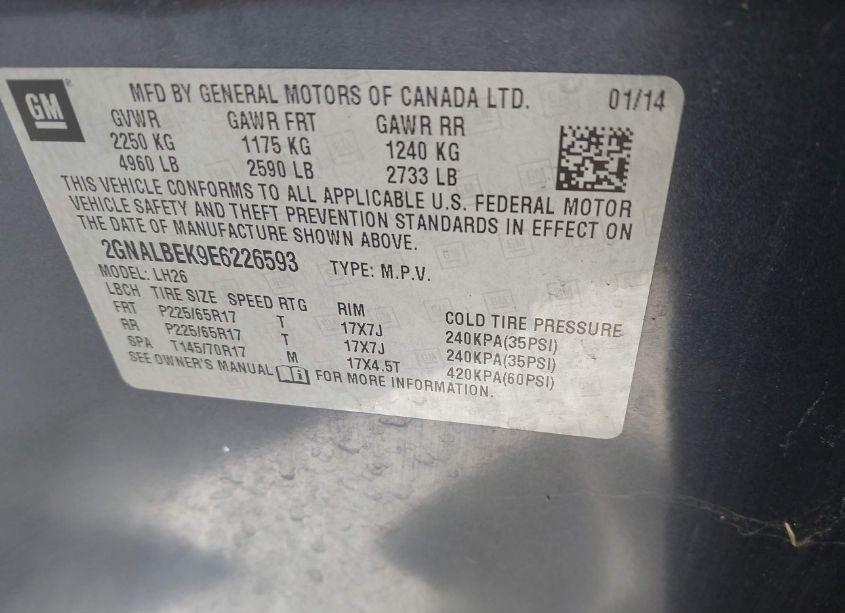 GM
MFD BY GENERAL MOTORS OF CANADA LTD. 01/14
GVWR GAWR FRT GAWR RR
2250 KG 1175 KG 1240 KG
4960 LB 2590 LB 2733 LB
THIS VEHICLE CONFORMS TO ALL APPLICABLE U.S. FEDERAL MOTOR
VEHICLE SAFETY AND THEFT PREVENTION STANDARDS IN EFFECT ON
THE DATE OF MANUFACTURE SHOWN ABOVE.
2GNALBEK9E6226593 TYPE: M.P.V.
MODEL: LH26
LBCH TIRE SIZE SPEED RTG RIM COLD TIRE PRESSURE
FRT P225/65R17 T 17X7J 240KPA(35PSI)
RR P225/65R17 T 17X7J 240KPA(35PSI)
SPA T145/70R17 M 17X4.5T 420KPA(60PSI)
SEE OWNER'S MANUAL FOR MORE INFORMATION.